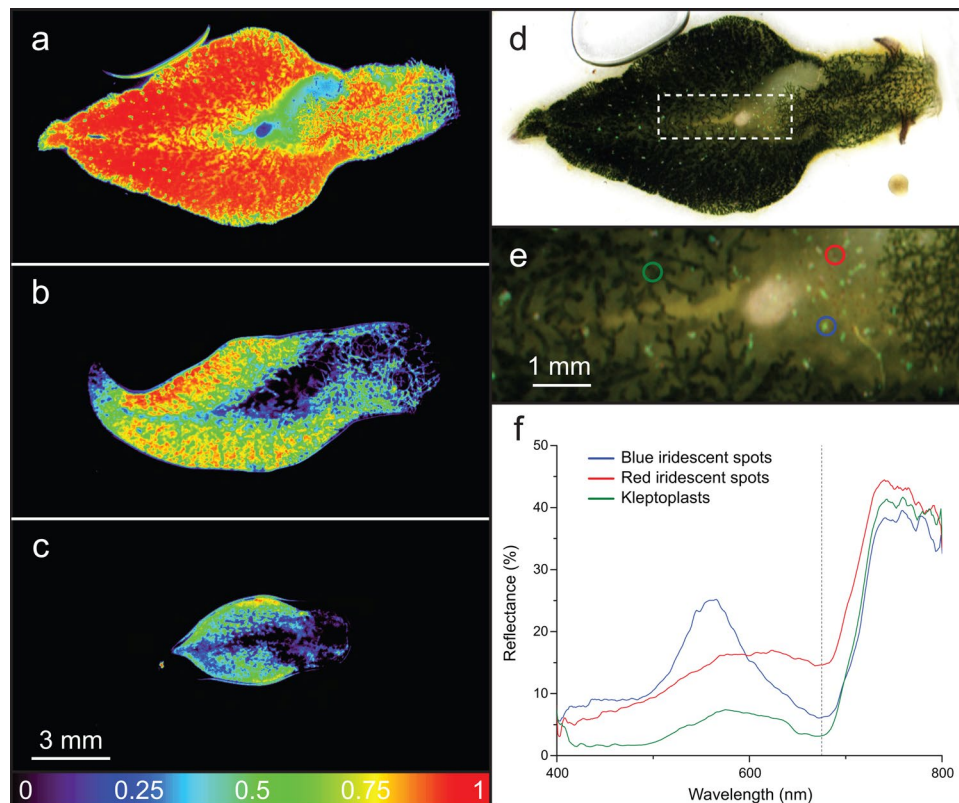 a
b
c
3 mm
0 0.25 0.5 0.75 1
d
e
1 mm
f
Blue iridescent spots
Red iridescent spots
Kleptoplasts
50
40
30
20
10
0
Reflectance (%)
400 600 800
Wavelength (nm)